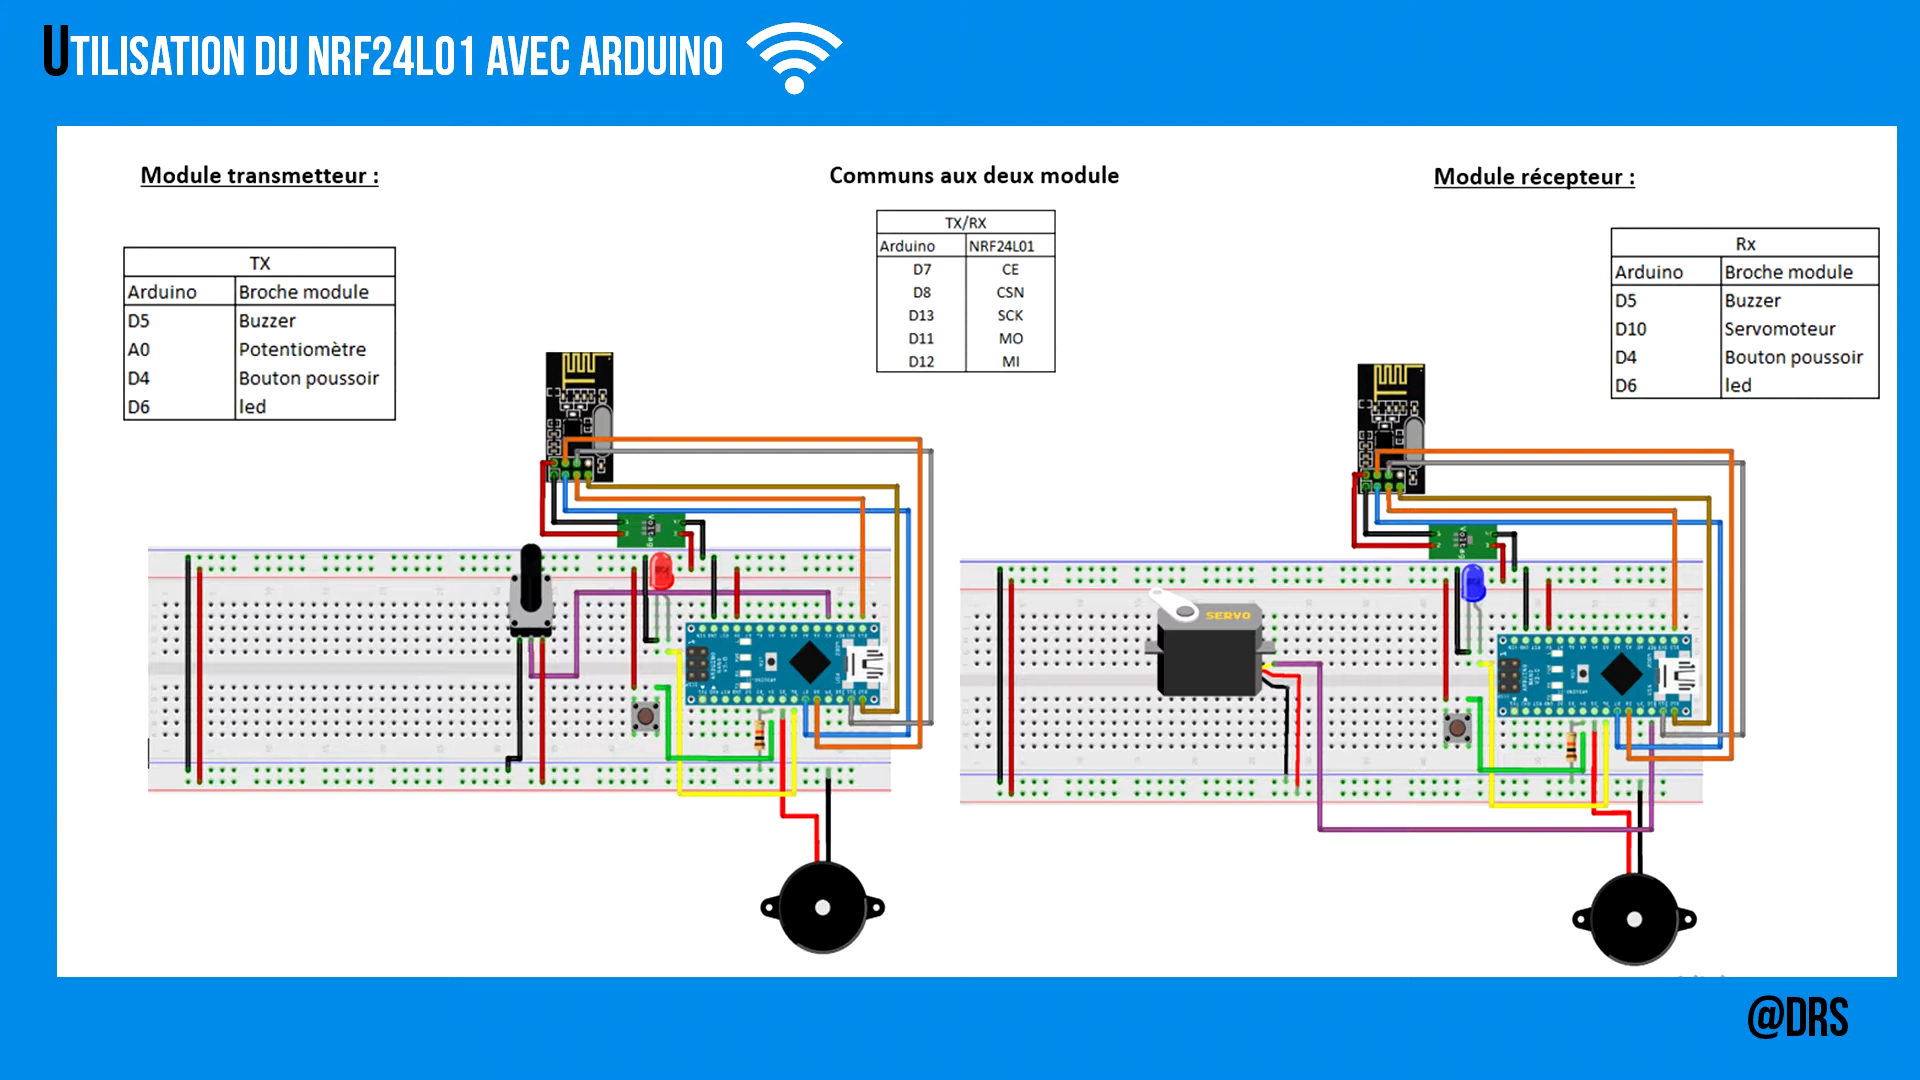 UTILISATION DU NRF24L01 AVEC ARDUINO
Module transmetteur :
Communs aux deux module
Module récepteur :
TX
Arduino Broche module
D5 Buzzer
A0 Potentiomètre
D4 Bouton poussoir
D6 led
TX/RX
Arduino NRF24L01
D7 CE
D8 CSN
D13 SCK
D11 MO
D12 MI
Rx
Arduino Broche module
D5 Buzzer
D10 Servomoteur
D4 Bouton poussoir
D6 led
Voltag
Voltag
SERVO
@DRS